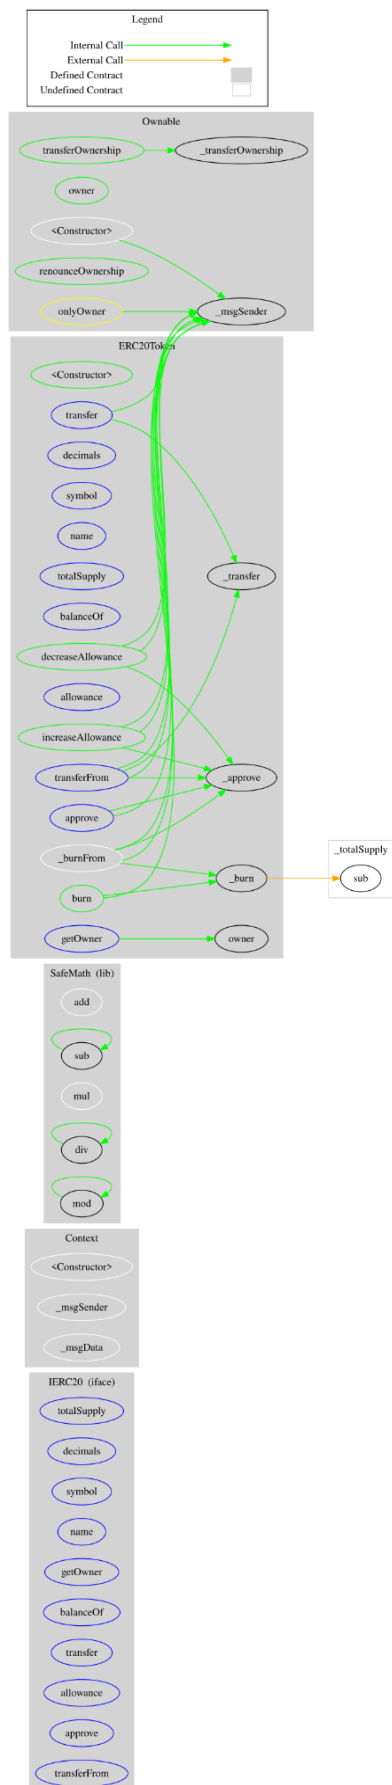 Legend
Internal Call
External Call
Defined Contract
Undefined Contract
Ownable
transferOwnership
_transferOwnership
owner
<Constructor>
renounceOwnership
onlyOwner
_msgSender
ERC20Token
<Constructor>
transfer
decimals
symbol
name
totalSupply
_transfer
balanceOf
decreaseAllowance
allowance
increaseAllowance
transferFrom
_approve
approve
_totalSupply
_burnFrom
_burn
sub
burn
getOwner
owner
SafeMath (lib)
add
sub
mul
div
mod
Context
<Constructor>
_msgSender
_msgData
IERC20 (iface)
totalSupply
decimals
symbol
name
getOwner
balanceOf
transfer
allowance
approve
transferFrom